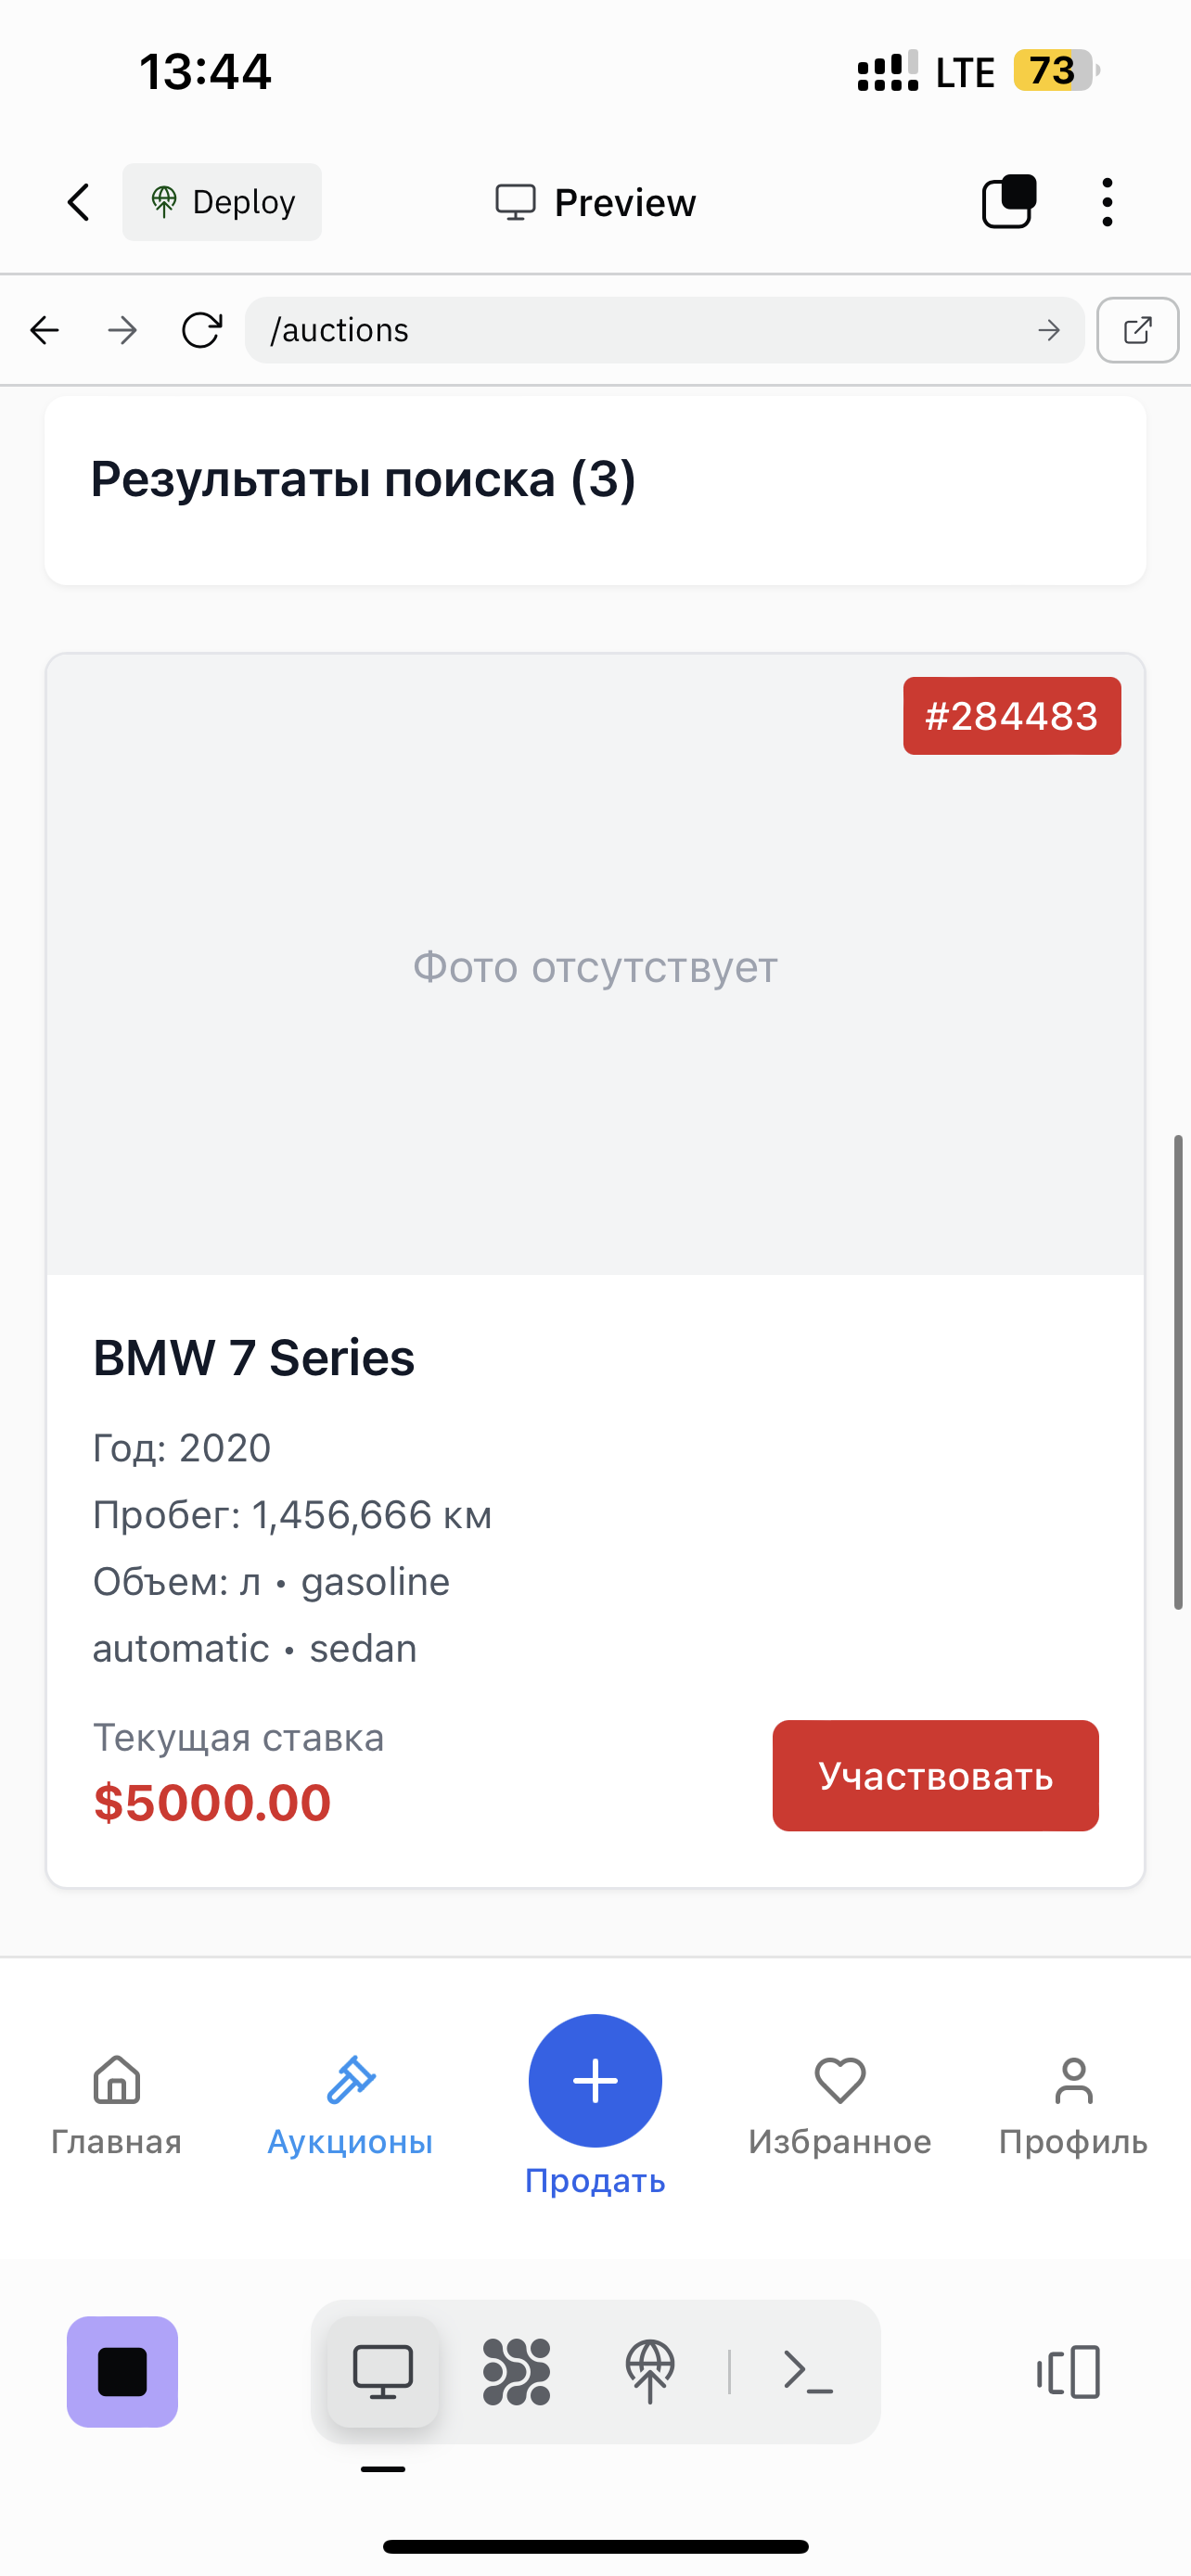 13:44
LTE
73
Deploy
Preview
/auctions
Результаты поиска (3)
#284483
Фото отсутствует
BMW 7 Series
Год: 2020
Пробег: 1,456,666 км
Объем: л • gasoline
automatic • sedan
Текущая ставка
$5000.00
Участвовать
Главная
Аукционы
Продать
Избранное
Профиль